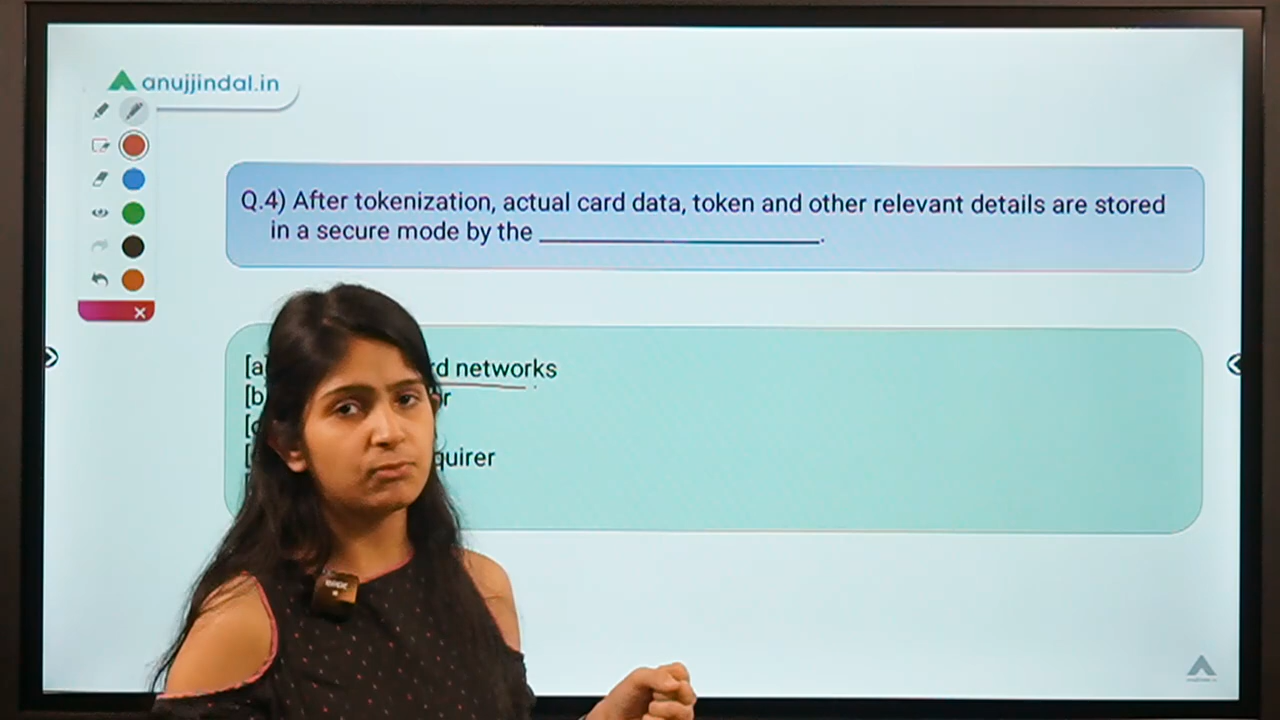 anujjindal.in
Q.4) After tokenization, actual card data, token and other relevant details are stored
in a secure mode by the ____________________.
[a
networks
[b
[
quirer